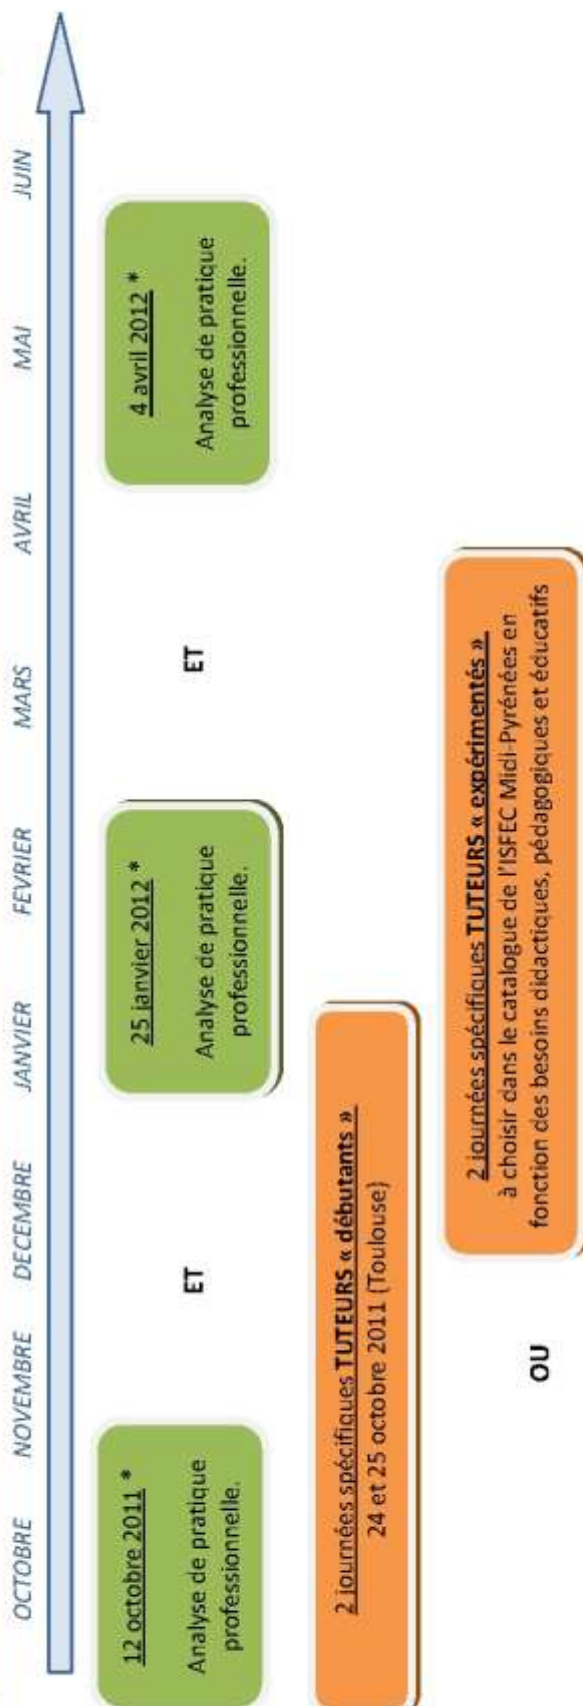 OCTOBRE NOVEMBRE DECEMBRE JANVIER FEVRIER MARS AVRIL MAI JUIN
12 octobre 2011 *
Analyse de pratique
professionnelle.
ET
25 janvier 2012 *
Analyse de pratique
professionnelle.
ET
4 avril 2012 *
Analyse de pratique
professionnelle.
2 journées spécifiques TUTEURS « débutants »
24 et 25 octobre 2011 (Toulouse)
OU
2 journées spécifiques TUTEURS « expérimentés »
à choisir dans le catalogue de l'ISFEC Midi-Pyrénées en
fonction des besoins didactiques, pédagogiques et éducatifs